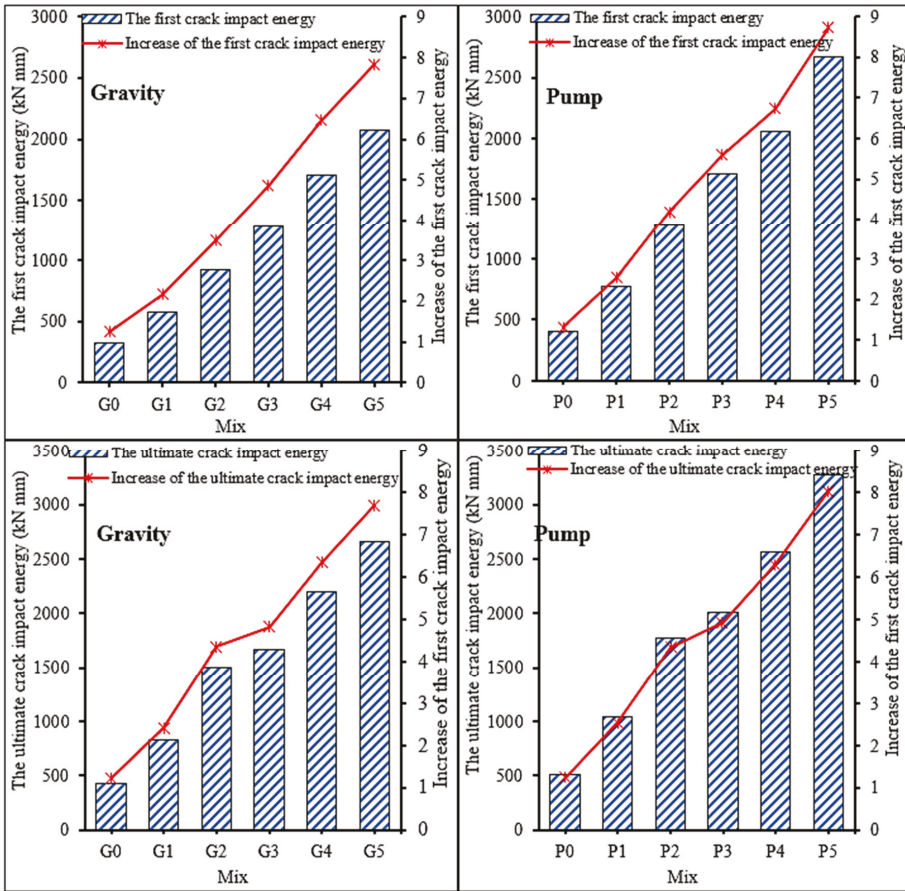 The first crack impact energy
Increase of the first crack impact energy
Gravity
The first crack impact energy (kN mm)
3000
2500
2000
1500
1000
500
0
9
8
7
6
5
4
3
2
1
0
Increase of the first crack impact energy
G0 G1 G2 G3 G4 G5
Mix
The first crack impact energy
Increase of the first crack impact energy
Pump
The first crack impact energy (kN mm)
3000
2500
2000
1500
1000
500
0
9
8
7
6
5
4
3
2
1
0
Increase of the first crack impact energy
P0 P1 P2 P3 P4 P5
Mix
The ultimate crack impact energy
Increase of the ultimate crack impact energy
Gravity
The ultimate crack impact energy (kN mm)
3500
3000
2500
2000
1500
1000
500
0
9
8
7
6
5
4
3
2
1
0
Increase of the first crack impact energy
G0 G1 G2 G3 G4 G5
Mix
The ultimate crack impact energy
Increase of the ultimate crack impact energy
Pump
The ultimate crack impact energy (kN mm)
3500
3000
2500
2000
1500
1000
500
0
9
8
7
6
5
4
3
2
1
0
Increase of the first crack impact energy
P0 P1 P2 P3 P4 P5
Mix